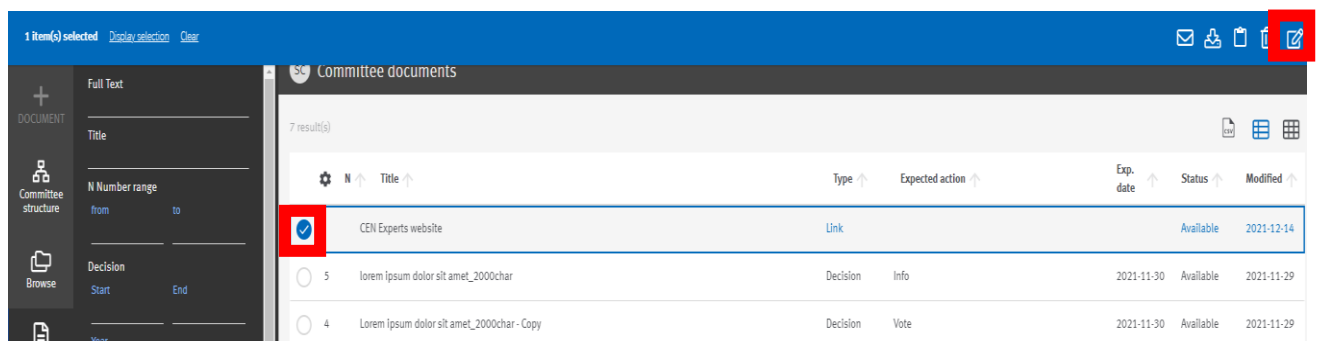 1 item(s) selected Display selection Clear
SC Committee documents
DOCUMENT
Committee structure
Browse
Full Text
Title
N Number range
from to
Decision
Start End
Year
7 result(s)
CSV
N Title Type Expected action Exp. date Status Modified
CEN Experts website Link Available 2021-12-14
5 lorem ipsum dolor sit amet_2000char Decision Info 2021-11-30 Available 2021-11-29
4 Lorem ipsum dolor sit amet_2000char - Copy Decision Vote 2021-11-30 Available 2021-11-29